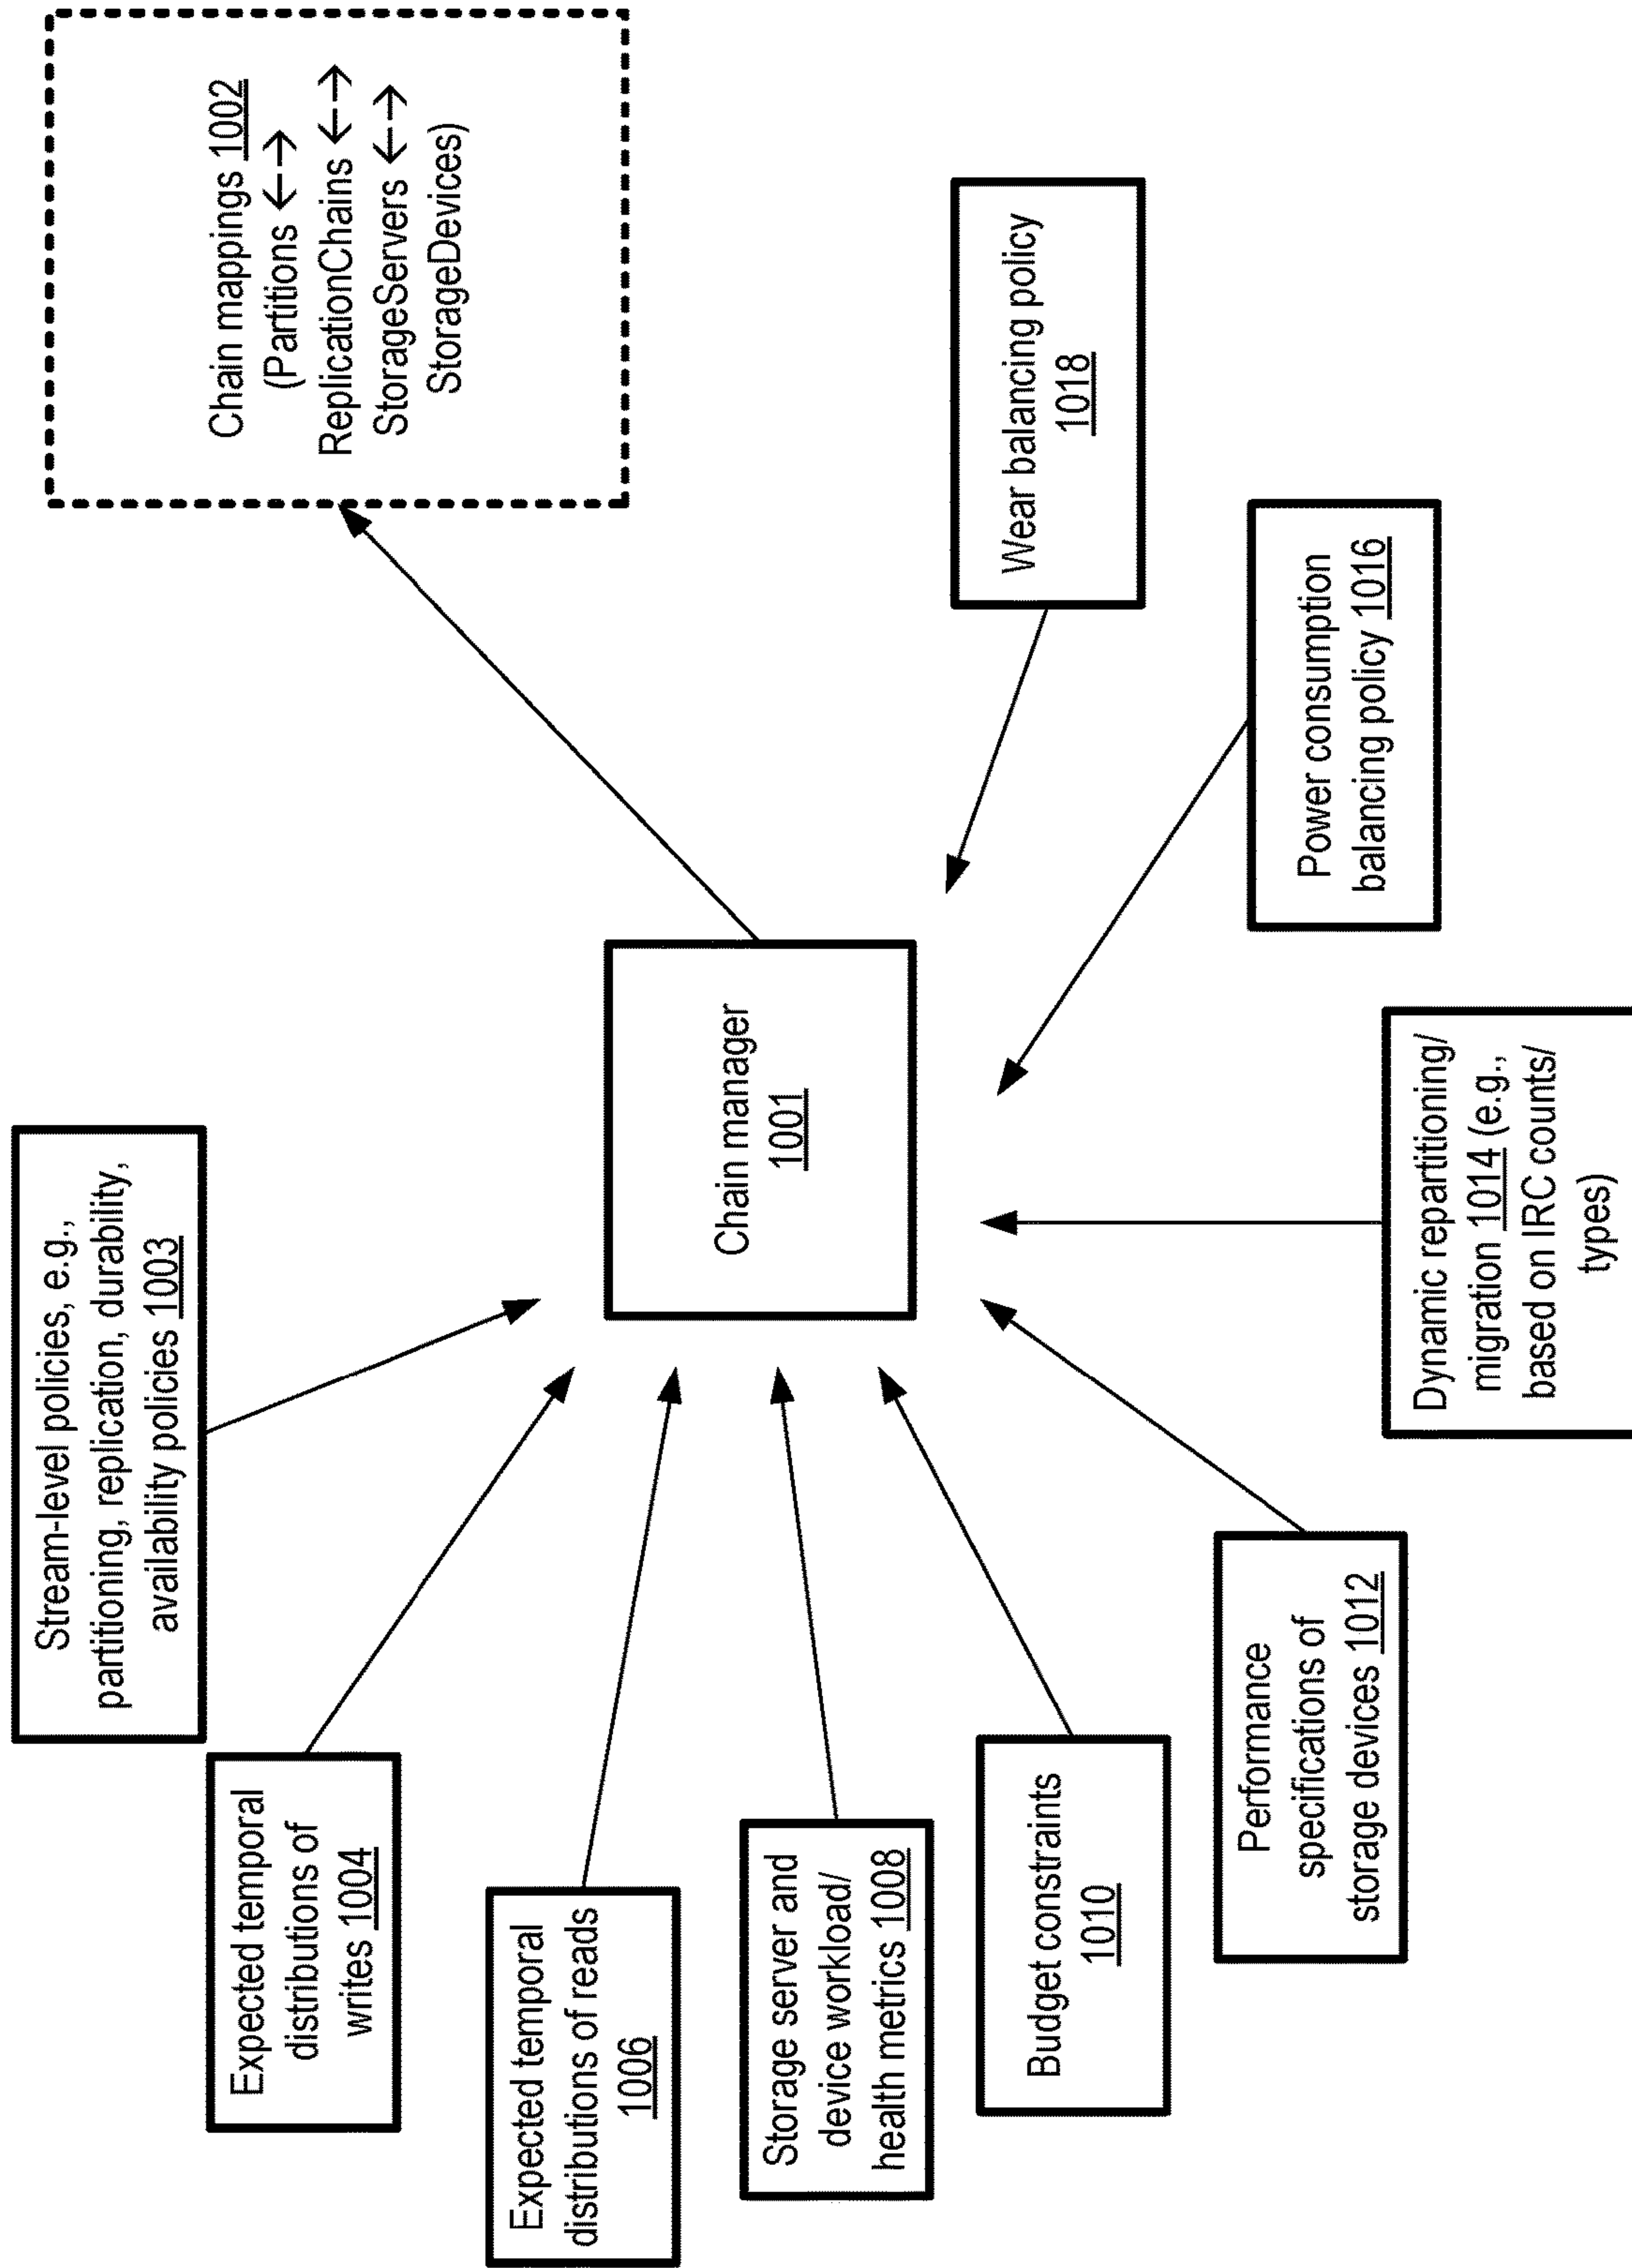 Stream-level policies, e.g.,
partitioning, replication, durability,
availability policies 1003
Expected temporal
distributions of
writes 1004
Expected temporal
distributions of reads
1006
Storage server and
device workload/
health metrics 1008
Budget constraints
1010
Performance
specifications of
storage devices 1012
Dynamic repartitioning/
migration 1014 (e.g.,
based on IRC counts/
types)
Power consumption
balancing policy 1016
Wear balancing policy
1018
Chain manager
1001
Chain mappings 1002
(Partitions ←→
ReplicationChains ←→
StorageServers ←→
StorageDevices)